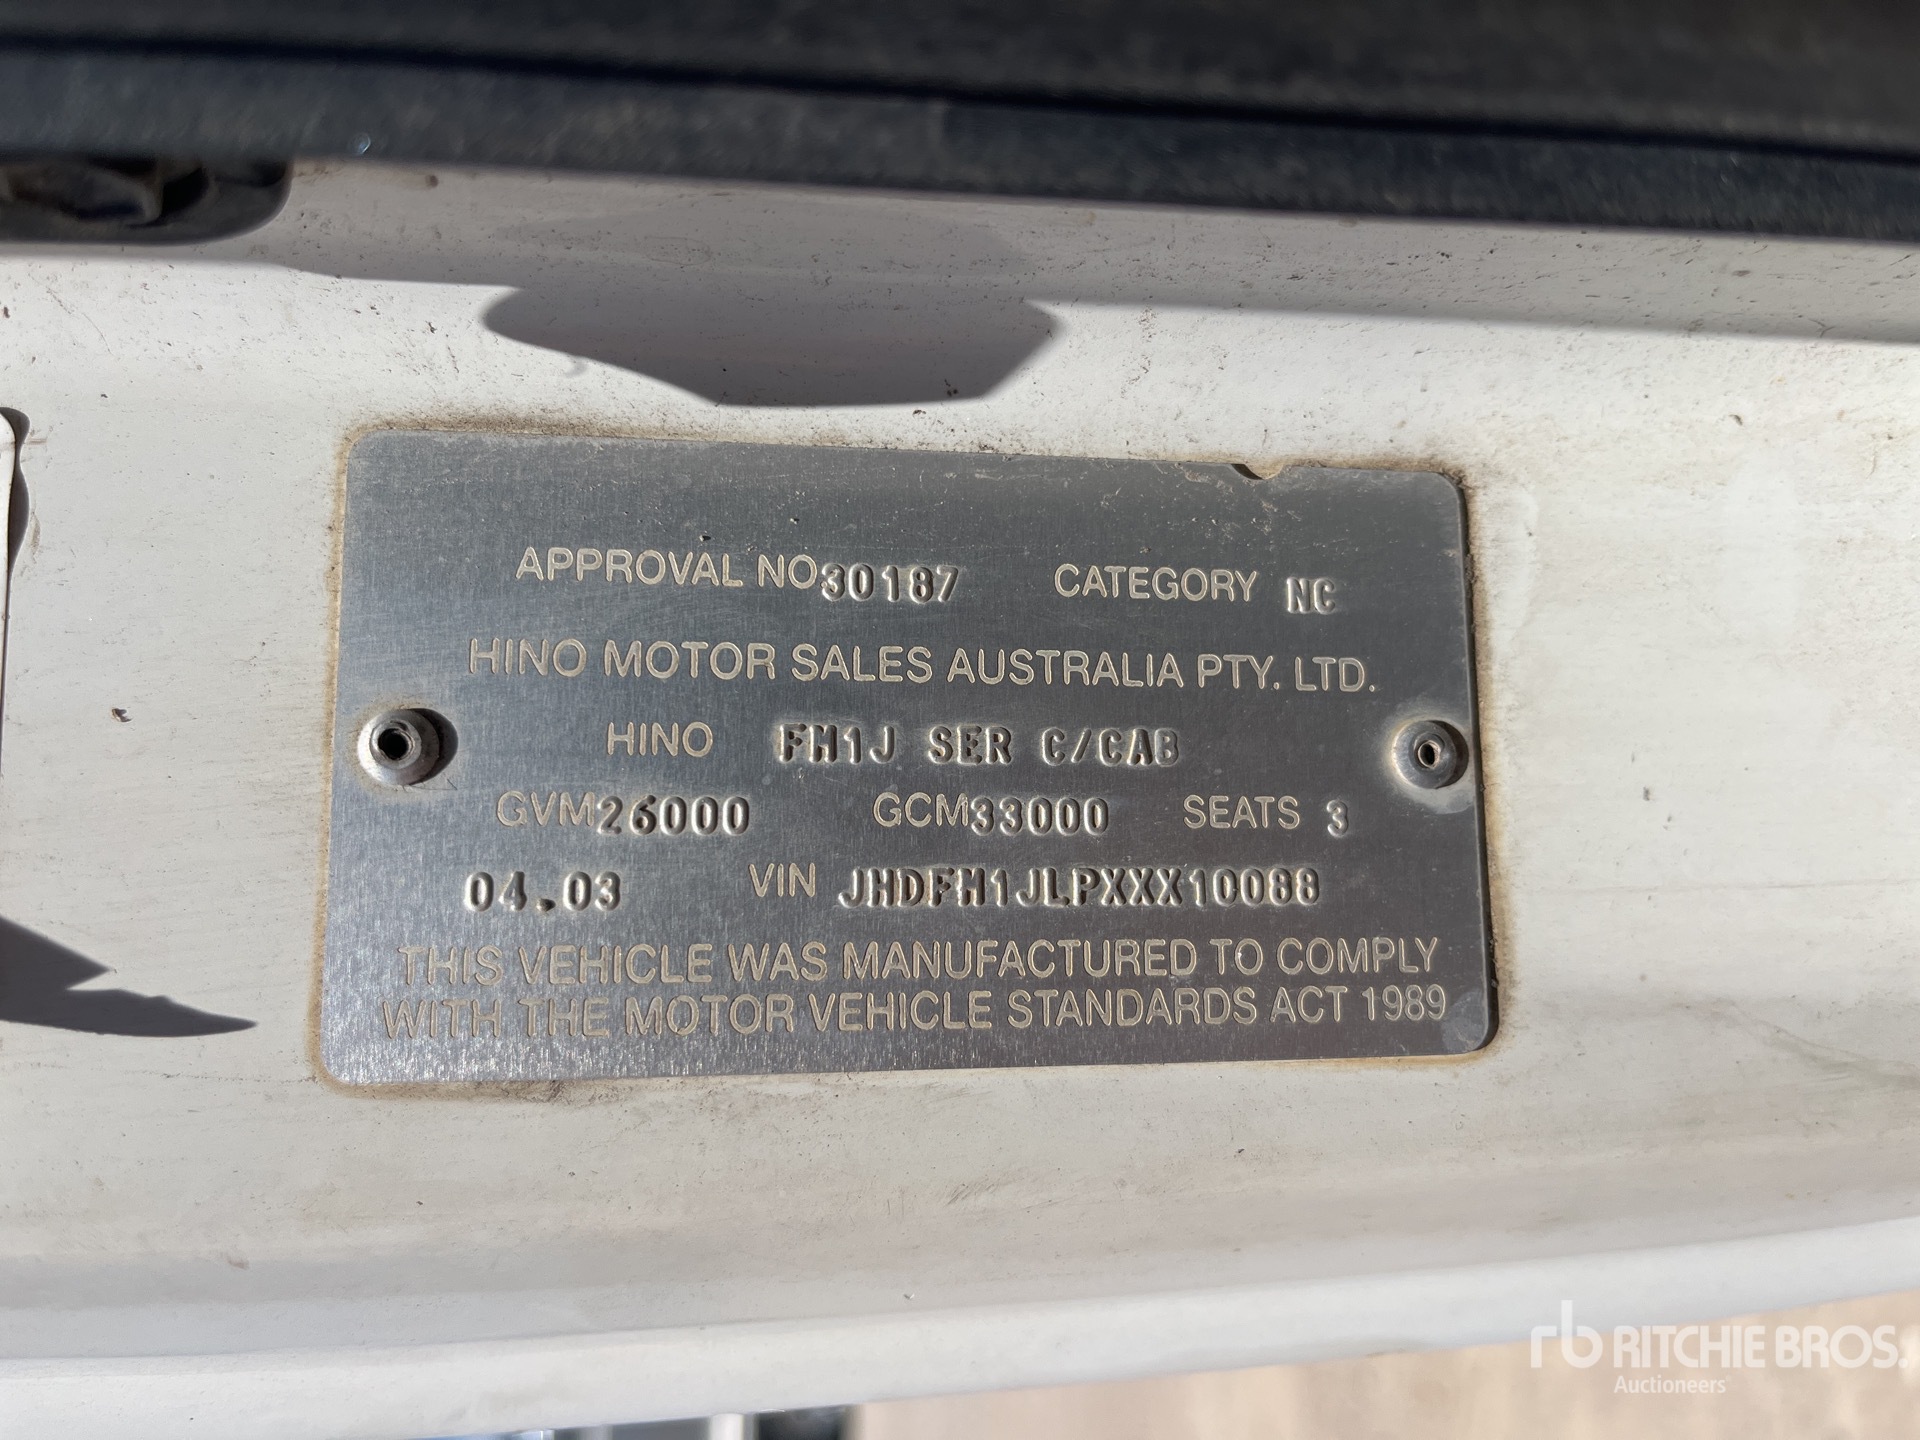 APPROVAL NO 30187 CATEGORY NC
HINO MOTOR SALES AUSTRALIA PTY. LTD.
HINO FM1J SER C/CAB
GVM 26000 GCM 33000 SEATS 3
04.03 VIN JHDFM1JLPXXX10088
THIS VEHICLE WAS MANUFACTURED TO COMPLY
WITH THE MOTOR VEHICLE STANDARDS ACT 1989
rb RITCHIE BROS.
Auctioneers